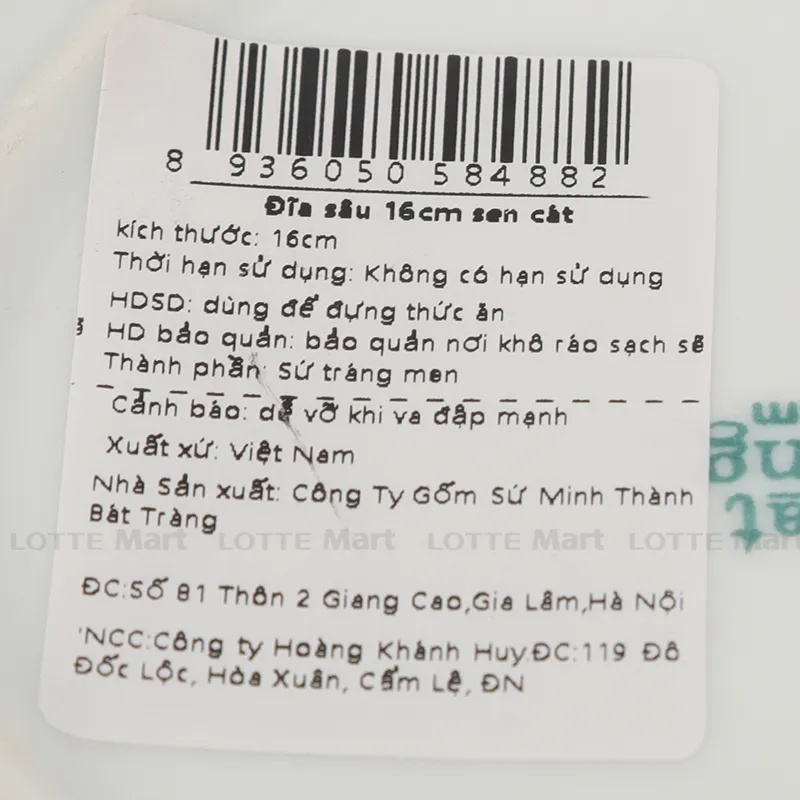 8 936050 584882
Đĩa sâu 16cm sen cát
kích thước: 16cm
Thời hạn sử dụng: Không có hạn sử dụng
HDSD: dùng để đựng thức ăn
HD bảo quản: bảo quản nơi khô ráo sạch sẽ
Thành phần: Sứ tráng men
Cảnh báo: dễ vỡ khi va đập mạnh
Xuất xứ: Việt Nam
Nhà Sản xuất: Công Ty Gốm Sứ Minh Thành
Bát Tràng
LOTTE Mart LOTTE Mart LOTTE Mart LOTTE Mart
ĐC:Số 81 Thôn 2 Giang Cao,Gia Lâm,Hà Nội
'NCC:Công ty Hoàng Khánh Huy.ĐC:119 Đô
Đốc Lộc, Hòa Xuân, Cẩm Lệ, ĐN